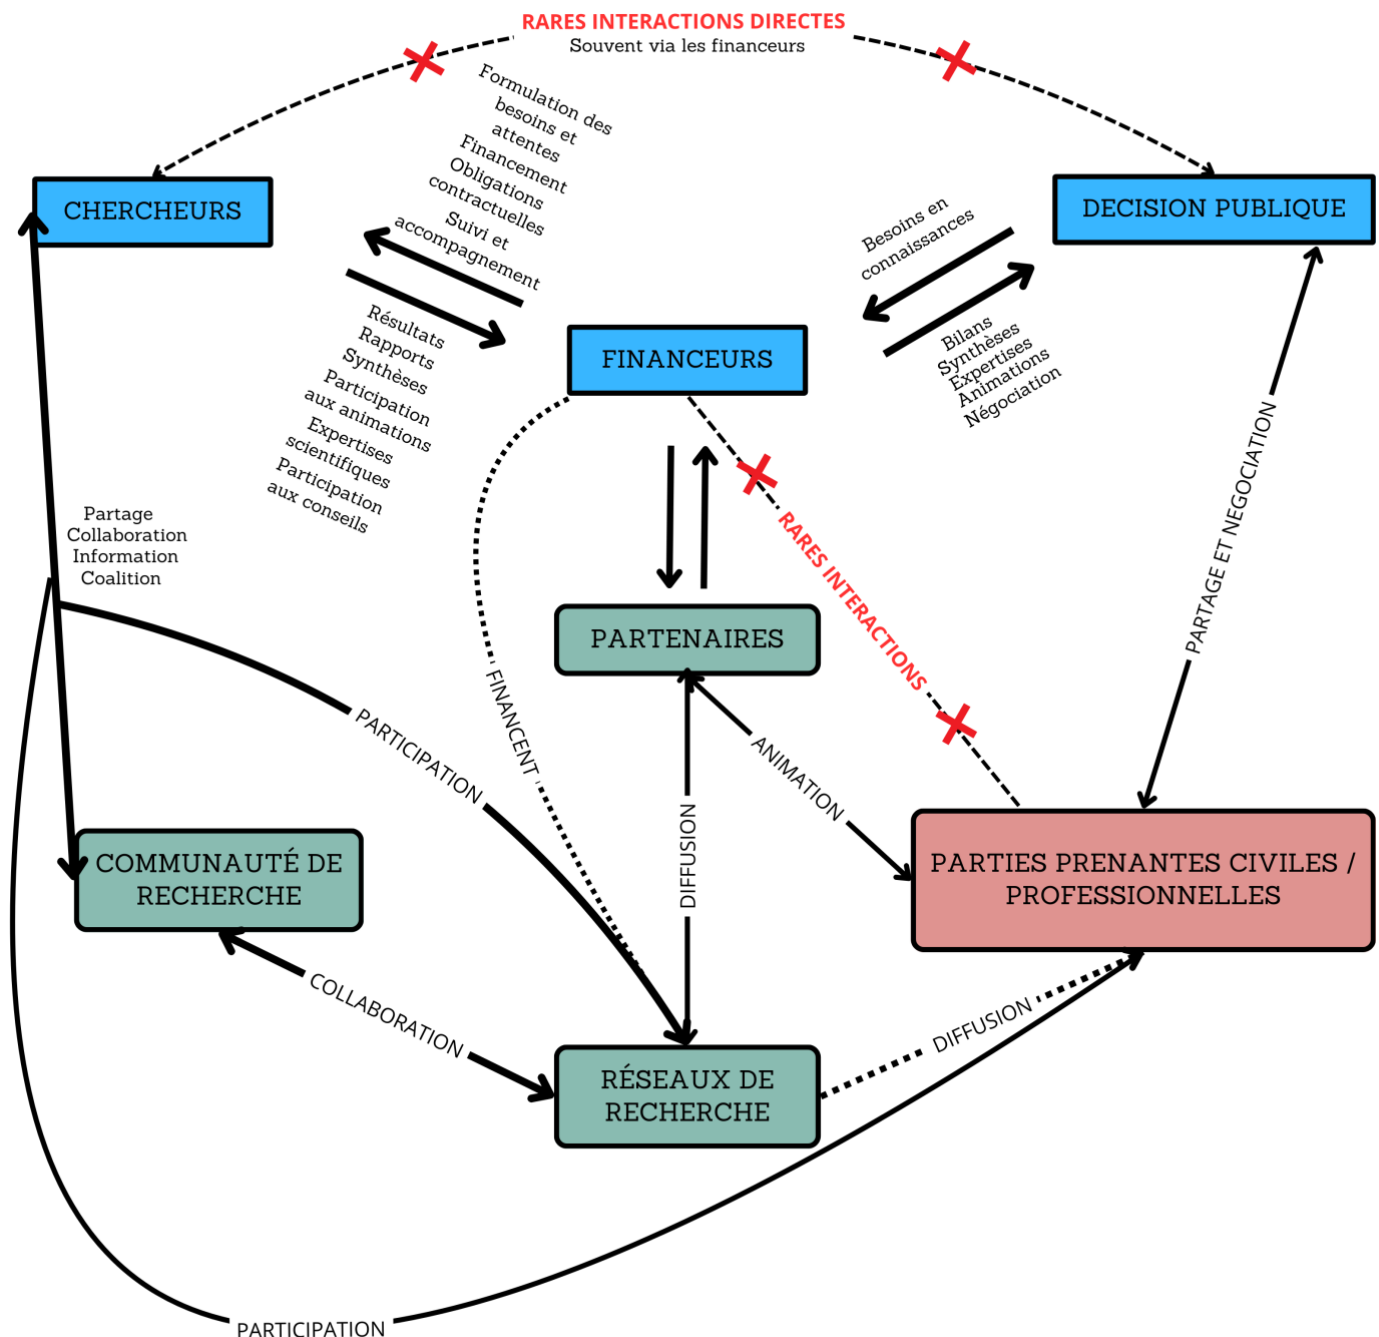 RARES INTERACTIONS DIRECTES
Souvent via les financeurs
Formulation des
besoins et
attentes
Financement
Obligations
contractuelles
Suivi et
accompagnement
CHERCHEURS
DECISION PUBLIQUE
Besoins en
connaissances
Résultats
Rapports
Synthèses
Participation
aux animations
Expertises
scientifiques
Participation
aux conseils
FINANCEURS
Bilans
Synthèses
Expertises
Animations
Négociation
Partage
Collaboration
Information
Coalition
RARES INTERACTIONS
PARTAGE ET NEGOCIATION
PARTENAIRES
FINANCENT
PARTICIPATION
ANIMATION
DIFFUSION
COMMUNAUTÉ DE
RECHERCHE
PARTIES PRENANTES CIVILES /
PROFESSIONNELLES
COLLABORATION
DIFFUSION
RÉSEAUX DE
RECHERCHE
PARTICIPATION